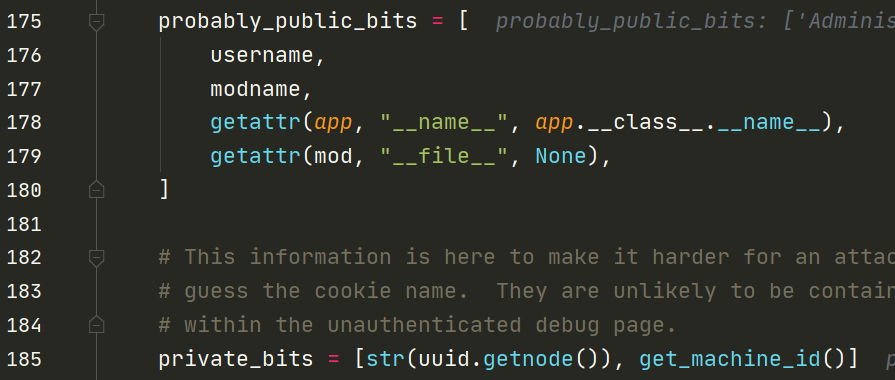 175 probably_public_bits = [ probably_public_bits: ['Adminis
176 username,
177 modname,
178 getattr(app, "__name__", app.__class__.__name__),
179 getattr(mod, "__file__", None),
180 ]
181
182 # This information is here to make it harder for an attac
183 # guess the cookie name.  They are unlikely to be contain
184 # within the unauthenticated debug page.
185 private_bits = [str(uuid.getnode()), get_machine_id()] p